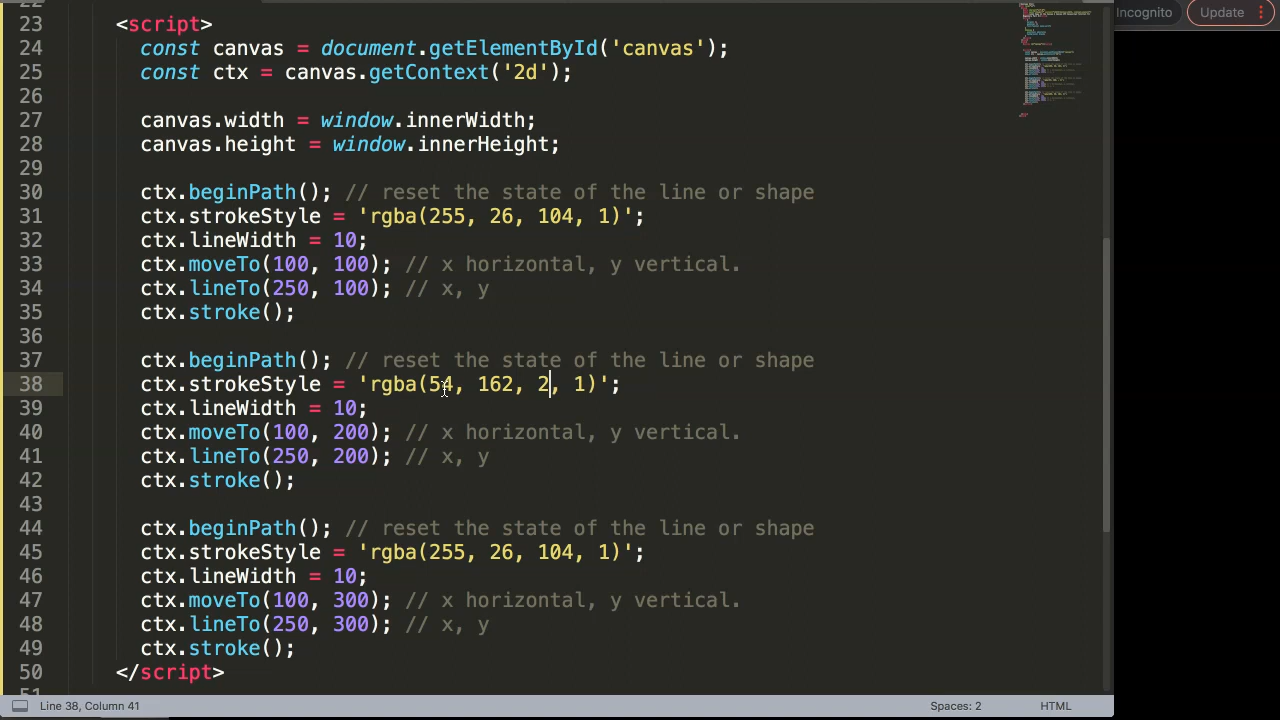 Incognito
Update
22
23 <script>
24 const canvas = document.getElementById('canvas');
25 const ctx = canvas.getContext('2d');
26
27 canvas.width = window.innerWidth;
28 canvas.height = window.innerHeight;
29
30 ctx.beginPath(); // reset the state of the line or shape
31 ctx.strokeStyle = 'rgba(255, 26, 104, 1)';
32 ctx.lineWidth = 10;
33 ctx.moveTo(100, 100); // x horizontal, y vertical.
34 ctx.lineTo(250, 100); // x, y
35 ctx.stroke();
36
37 ctx.beginPath(); // reset the state of the line or shape
38 ctx.strokeStyle = 'rgba(54, 162, 2, 1)';
39 ctx.lineWidth = 10;
40 ctx.moveTo(100, 200); // x horizontal, y vertical.
41 ctx.lineTo(250, 200); // x, y
42 ctx.stroke();
43
44 ctx.beginPath(); // reset the state of the line or shape
45 ctx.strokeStyle = 'rgba(255, 26, 104, 1)';
46 ctx.lineWidth = 10;
47 ctx.moveTo(100, 300); // x horizontal, y vertical.
48 ctx.lineTo(250, 300); // x, y
49 ctx.stroke();
50 </script>
51
Line 38, Column 41
Spaces: 2
HTML